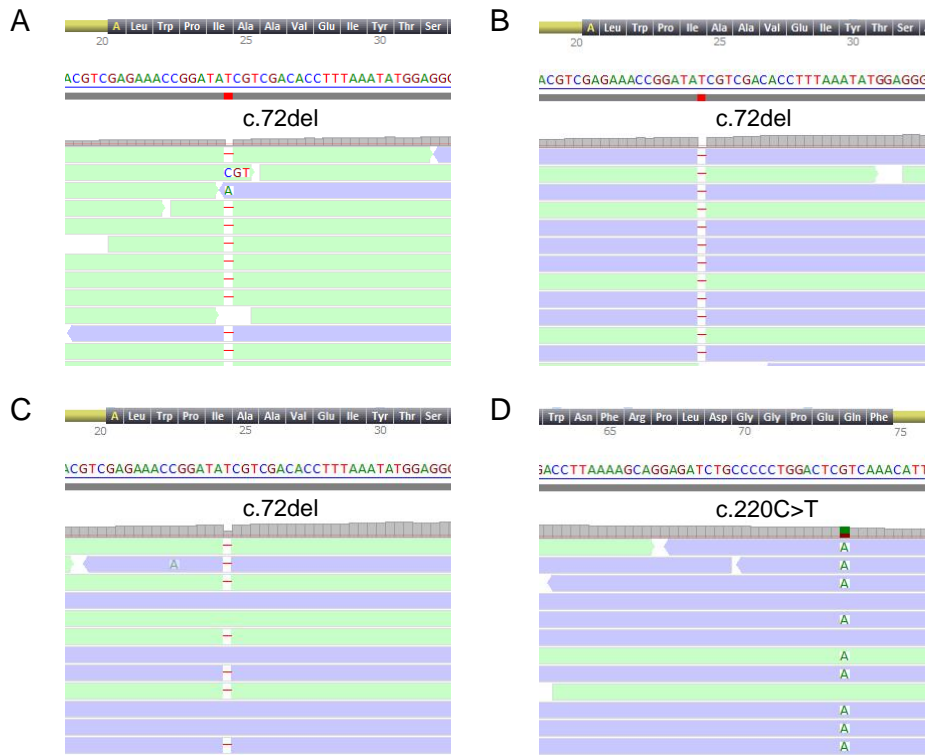 A
A Leu Trp Pro Ile Ala Ala Val Glu Ile Tyr Thr Ser
20 25 30
ACGTCGAGAAACCGGATATCGTCGACACCTTTAAATATGGAGGG
c.72del
CGT
A
B
A Leu Trp Pro Ile Ala Ala Val Glu Ile Tyr Thr Ser
20 25 30
ACGTCGAGAAACCGGATATCGTCGACACCTTTAAATATGGAGGG
c.72del
C
A Leu Trp Pro Ile Ala Ala Val Glu Ile Tyr Thr Ser
20 25 30
ACGTCGAGAAACCGGATATCGTCGACACCTTTAAATATGGAGGG
c.72del
A
D
Trp Asn Phe Arg Pro Leu Asp Gly Gly Pro Glu Gln Phe
65 70 75
GACCTTAAAAGCAGGAGATCTGCCCCCTGGACTCGTCAAACATT
c.220C>T
A
A
A
A
A
A
A
A
A